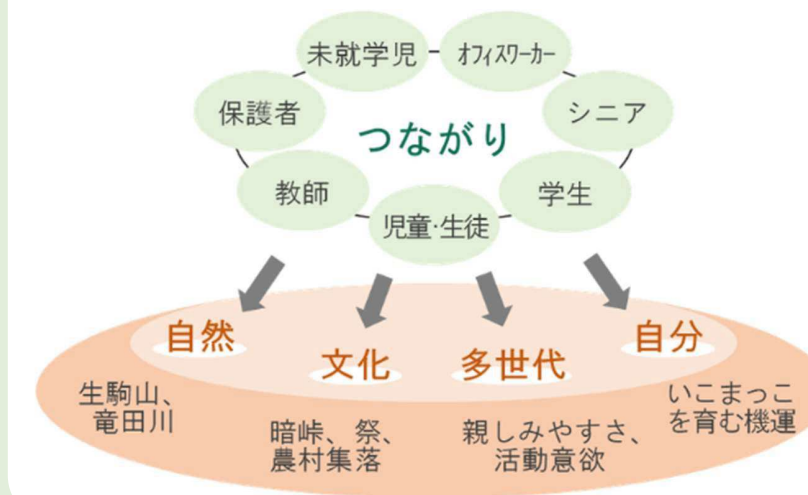 未就学児
オフィスワーカー
保護者
シニア
つながり
教師
学生
児童・生徒
自然
文化
多世代
自分
生駒山、
竜田川
暗峠、祭、
農村集落
親しみやすさ、
活動意欲
いこまっこ
を育む機運